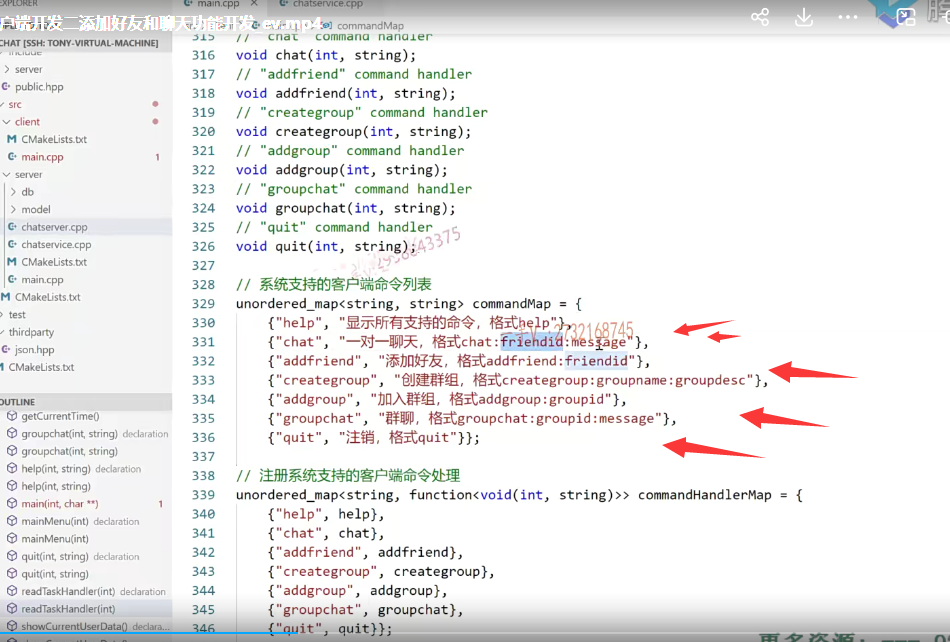 EXPLORER
main.cpp
chatservice.cpp
户端开发二添加好友和聊天功能开发_ev.mp4
commandMap
CHAT [SSH: TONY-VIRTUAL-MACHINE]
include
server
public.hpp
src
client
CMakeLists.txt
main.cpp 1
server
db
model
chatserver.cpp
chatservice.cpp
CMakeLists.txt
main.cpp
CMakeLists.txt
test
thirdparty
json.hpp
CMakeLists.txt
OUTLINE
getCurrentTime()
groupchat(int, string) declaration
groupchat(int, string)
help(int, string) declaration
help(int, string)
main(int, char **) 1
mainMenu(int) declaration
mainMenu(int)
quit(int, string) declaration
quit(int, string)
readTaskHandler(int) declaration
readTaskHandler(int)
showCurrentUserData() declara...
315 // "chat" command handler
316 void chat(int, string);
317 // "addfriend" command handler
318 void addfriend(int, string);
319 // "creategroup" command handler
320 void creategroup(int, string);
321 // "addgroup" command handler
322 void addgroup(int, string);
323 // "groupchat" command handler
324 void groupchat(int, string);
325 // "quit" command handler
326 void quit(int, string);
327
328 // 系统支持的客户端命令列表
329 unordered_map<string, string> commandMap = {
330 {"help", "显示所有支持的命令，格式help"},
331 {"chat", "一对一聊天，格式chat:friendid:message"},
332 {"addfriend", "添加好友，格式addfriend:friendid"},
333 {"creategroup", "创建群组，格式creategroup:groupname:groupdesc"},
334 {"addgroup", "加入群组，格式addgroup:groupid"},
335 {"groupchat", "群聊，格式groupchat:groupid:message"},
336 {"quit", "注销，格式quit"}};
337
338 // 注册系统支持的客户端命令处理
339 unordered_map<string, function<void(int, string)>> commandHandlerMap = {
340 {"help", help},
341 {"chat", chat},
342 {"addfriend", addfriend},
343 {"creategroup", creategroup},
344 {"addgroup", addgroup},
345 {"groupchat", groupchat},
346 {"quit", quit}};
更多资源：